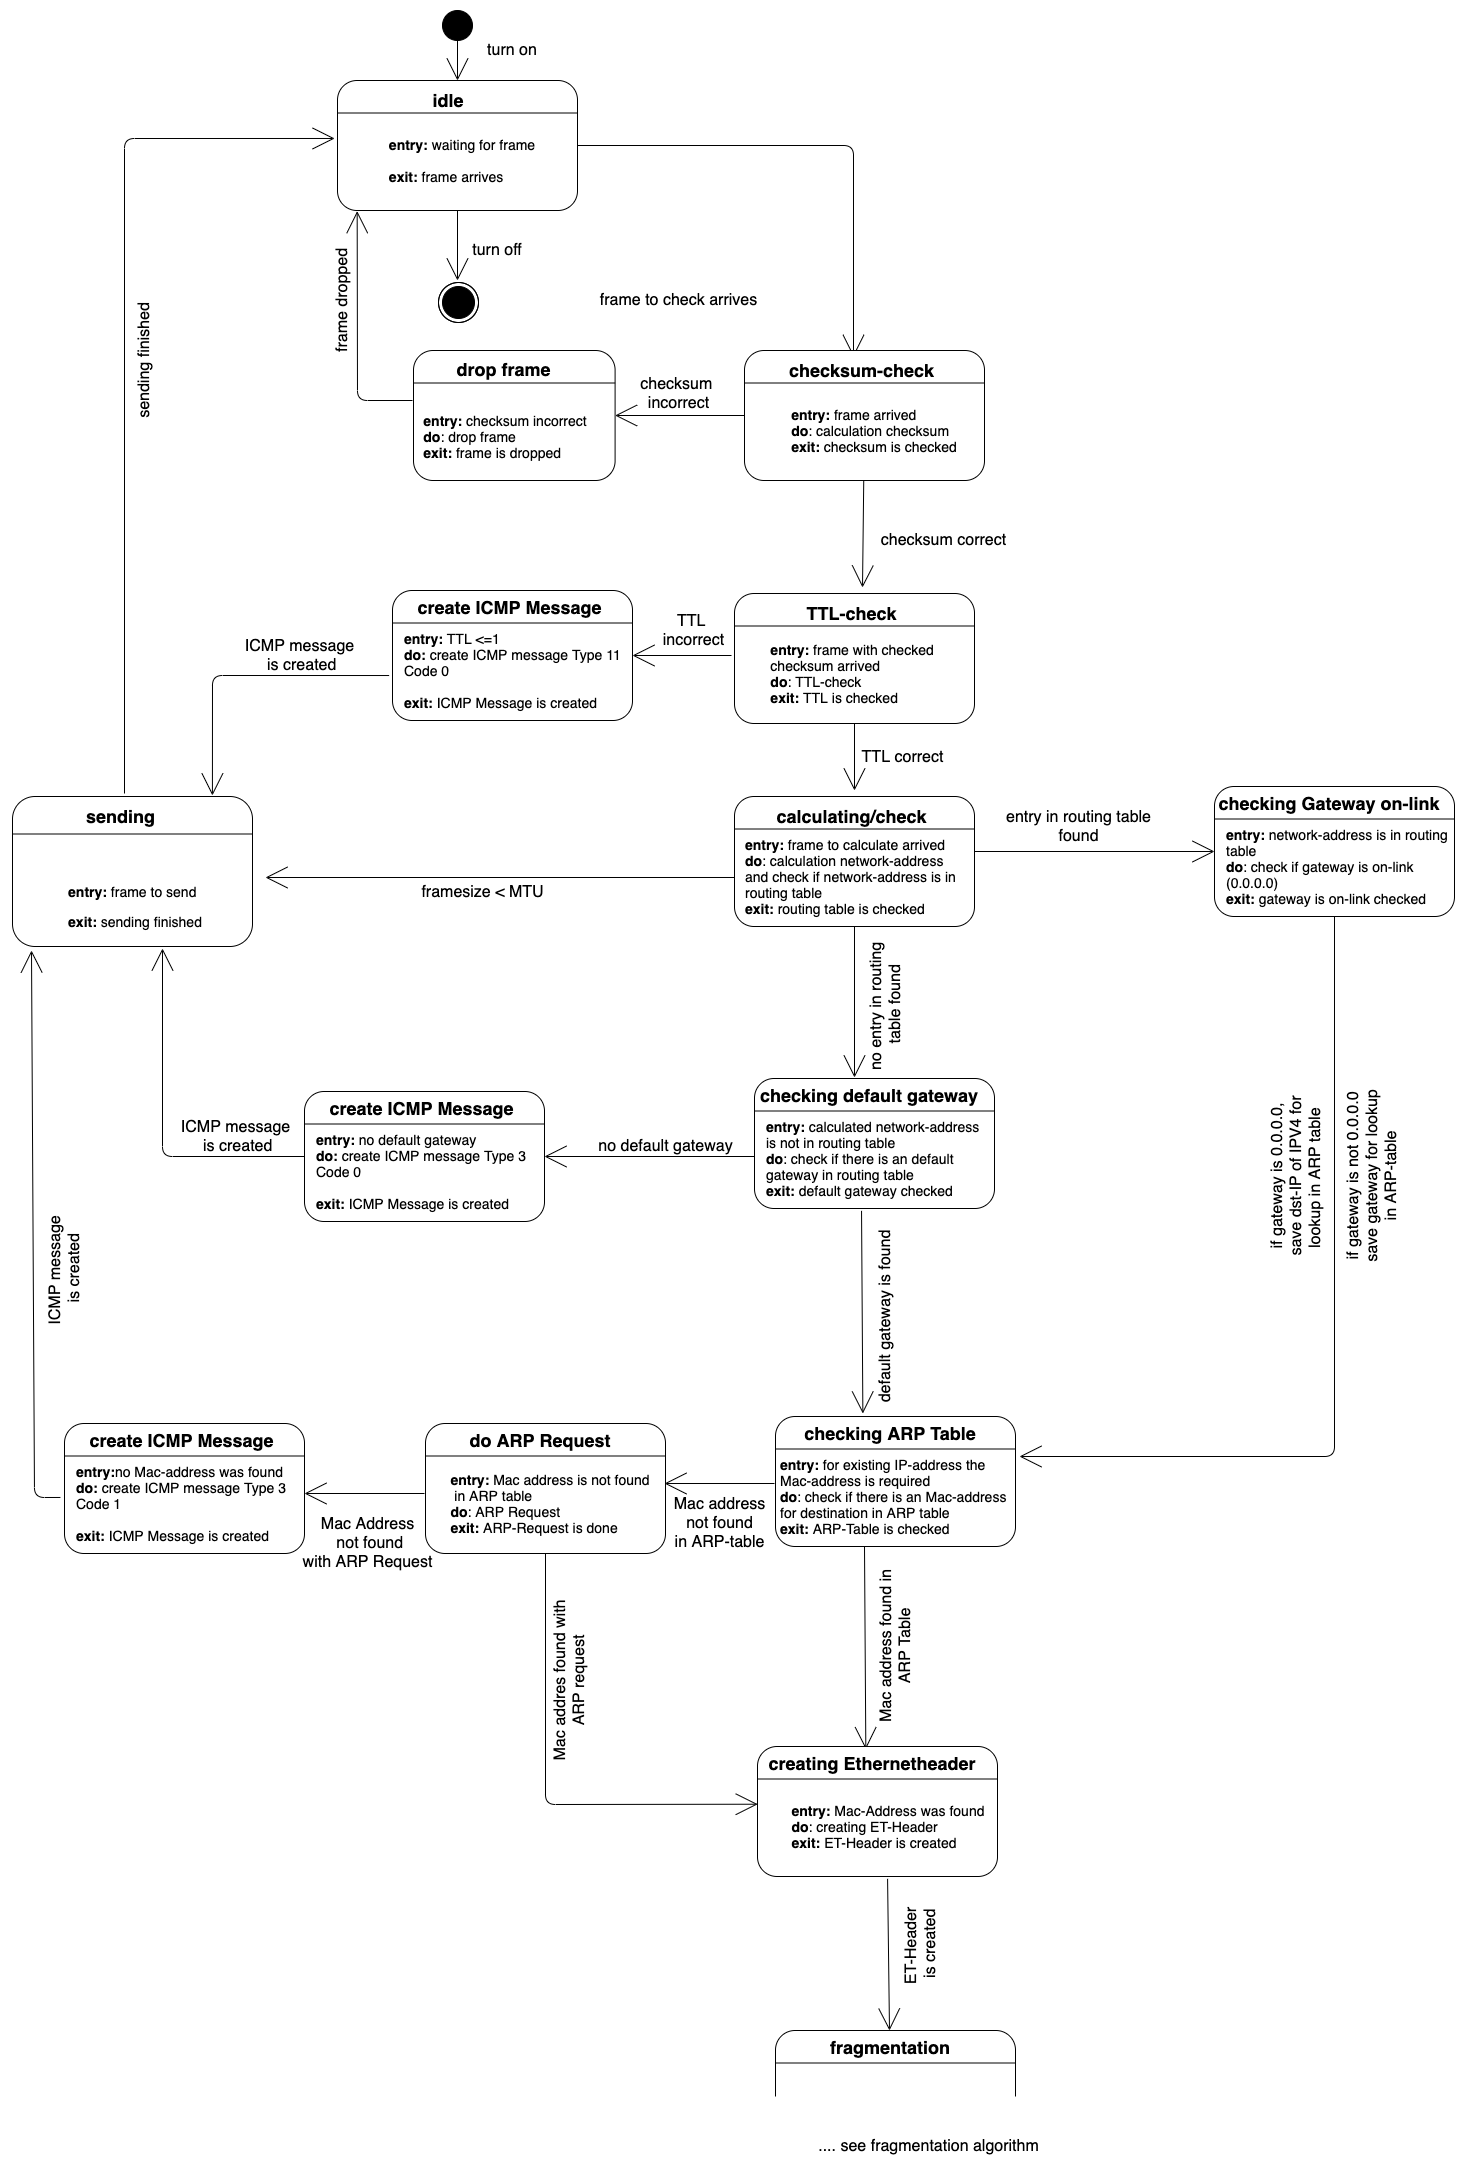 turn on
idle
entry: waiting for frame
exit: frame arrives
turn off
frame dropped
frame to check arrives
sending finished
drop frame
entry: checksum incorrect
do: drop frame
exit: frame is dropped
checksum
incorrect
checksum-check
entry: frame arrived
do: calculation checksum
exit: checksum is checked
checksum correct
create ICMP Message
entry: TTL <=1
do: create ICMP message Type 11
Code 0
exit: ICMP Message is created
TTL
incorrect
TTL-check
entry: frame with checked
checksum arrived
do: TTL-check
exit: TTL is checked
ICMP message
is created
TTL correct
sending
entry: frame to send
exit: sending finished
framesize < MTU
calculating/check
entry: frame to calculate arrived
do: calculation network-address
and check if network-address is in
routing table
exit: routing table is checked
entry in routing table
found
checking Gateway on-link
entry: network-address is in routing
table
do: check if gateway is on-link
(0.0.0.0)
exit: gateway is on-link checked
no entry in routing
table found
create ICMP Message
entry: no default gateway
do: create ICMP message Type 3
Code 0
exit: ICMP Message is created
ICMP message
is created
no default gateway
checking default gateway
entry: calculated network-address
is not in routing table
do: check if there is an default
gateway in routing table
exit: default gateway checked
if gateway is 0.0.0.0,
save dst-IP of IPV4 for
lookup in ARP table
if gateway is not 0.0.0.0
save gateway for lookup
in ARP-table
ICMP message
is created
default gateway is found
create ICMP Message
entry:no Mac-address was found
do: create ICMP message Type 3
Code 1
exit: ICMP Message is created
Mac Address
not found
with ARP Request
do ARP Request
entry: Mac address is not found
in ARP table
do: ARP Request
exit: ARP-Request is done
Mac address
not found
in ARP-table
checking ARP Table
entry: for existing IP-address the
Mac-address is required
do: check if there is an Mac-address
for destination in ARP table
exit: ARP-Table is checked
Mac addres found with
ARP request
Mac address found in
ARP Table
creating Ethernetheader
entry: Mac-Address was found
do: creating ET-Header
exit: ET-Header is created
ET-Header
is created
fragmentation
.... see fragmentation algorithm